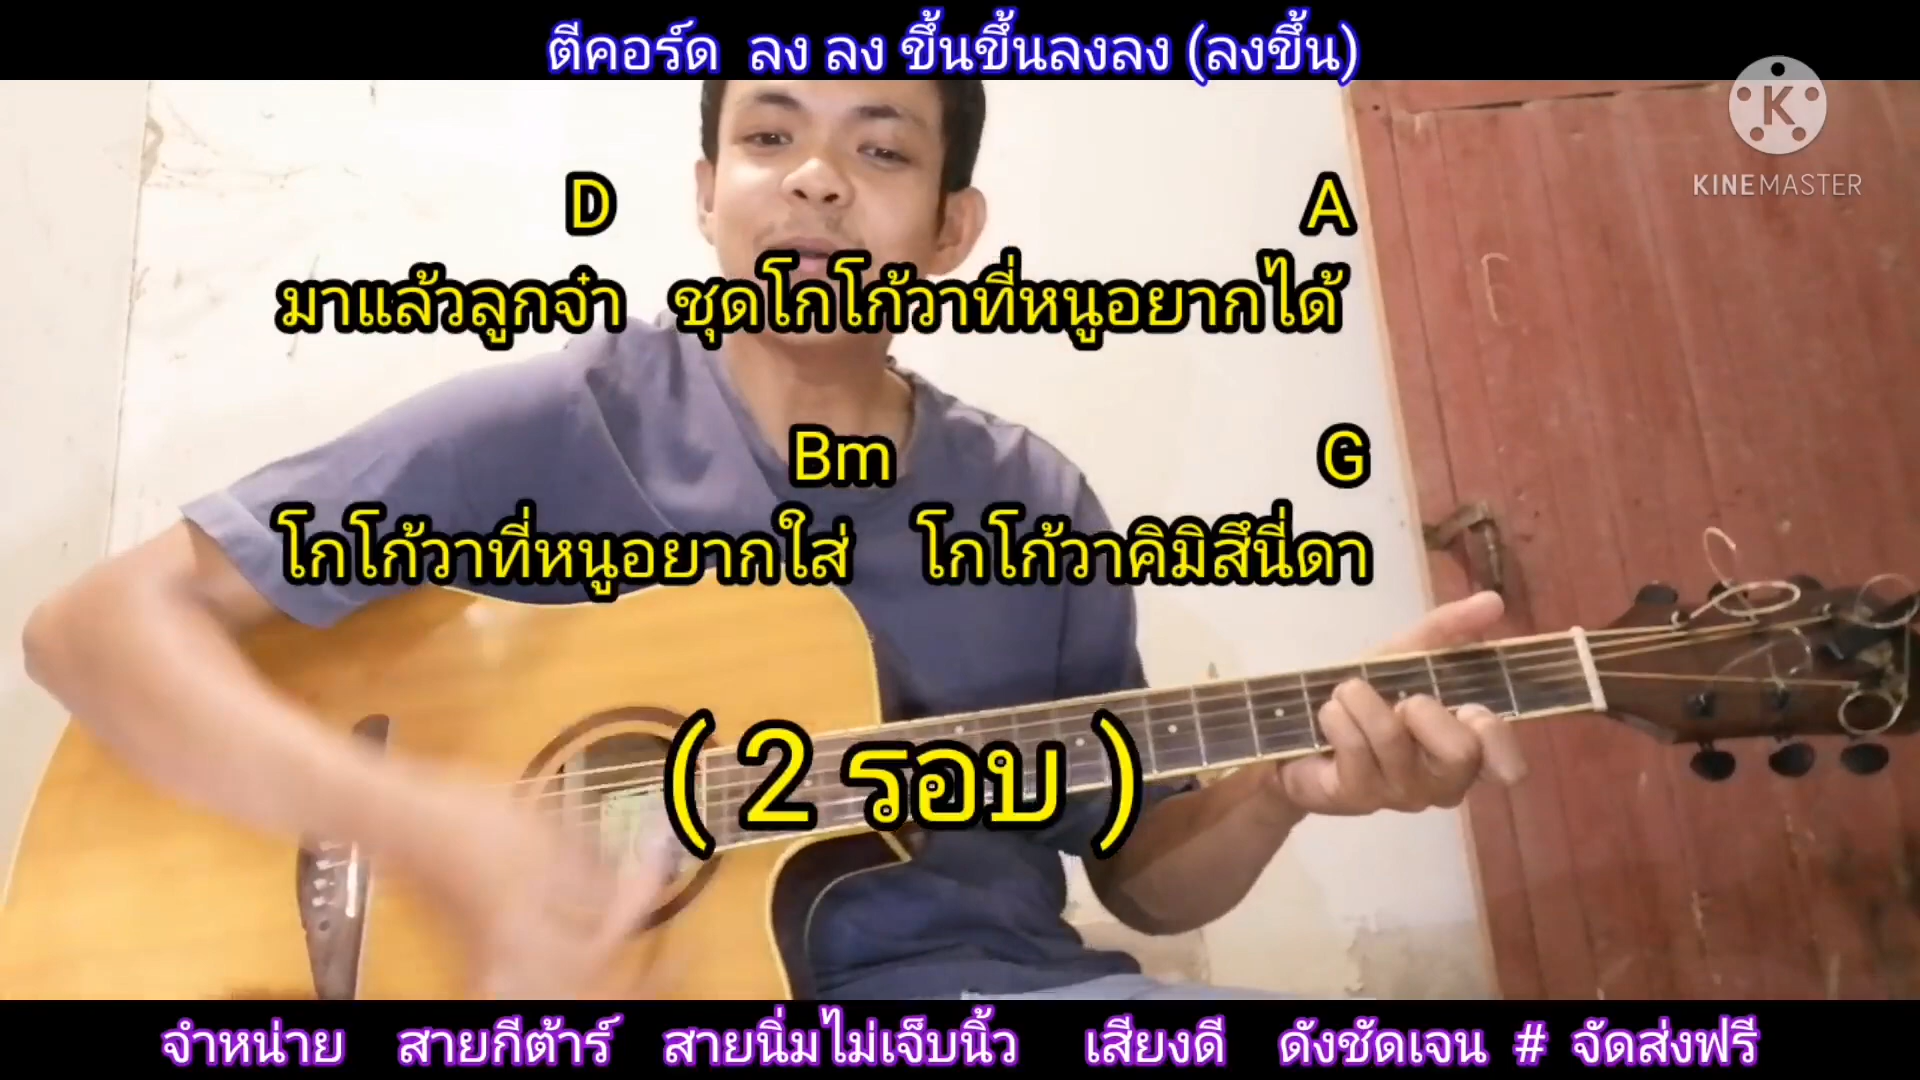 ตีคอร์ด ลง ลง ขึ้นขึ้นลงลง (ลงขึ้น)
K
KINEMASTER
D A
มาแล้วลูกจ๋า ชุดโกโก้วาที่หนูอยากได้
Bm G
โกโก้วาที่หนูอยากใส่ โกโก้วาคิมิสึนี่ดา
( 2 รอบ )
จำหน่าย สายกีต้าร์ สายนิ่มไม่เจ็บนิ้ว เสียงดี ดังชัดเจน # จัดส่งฟรี